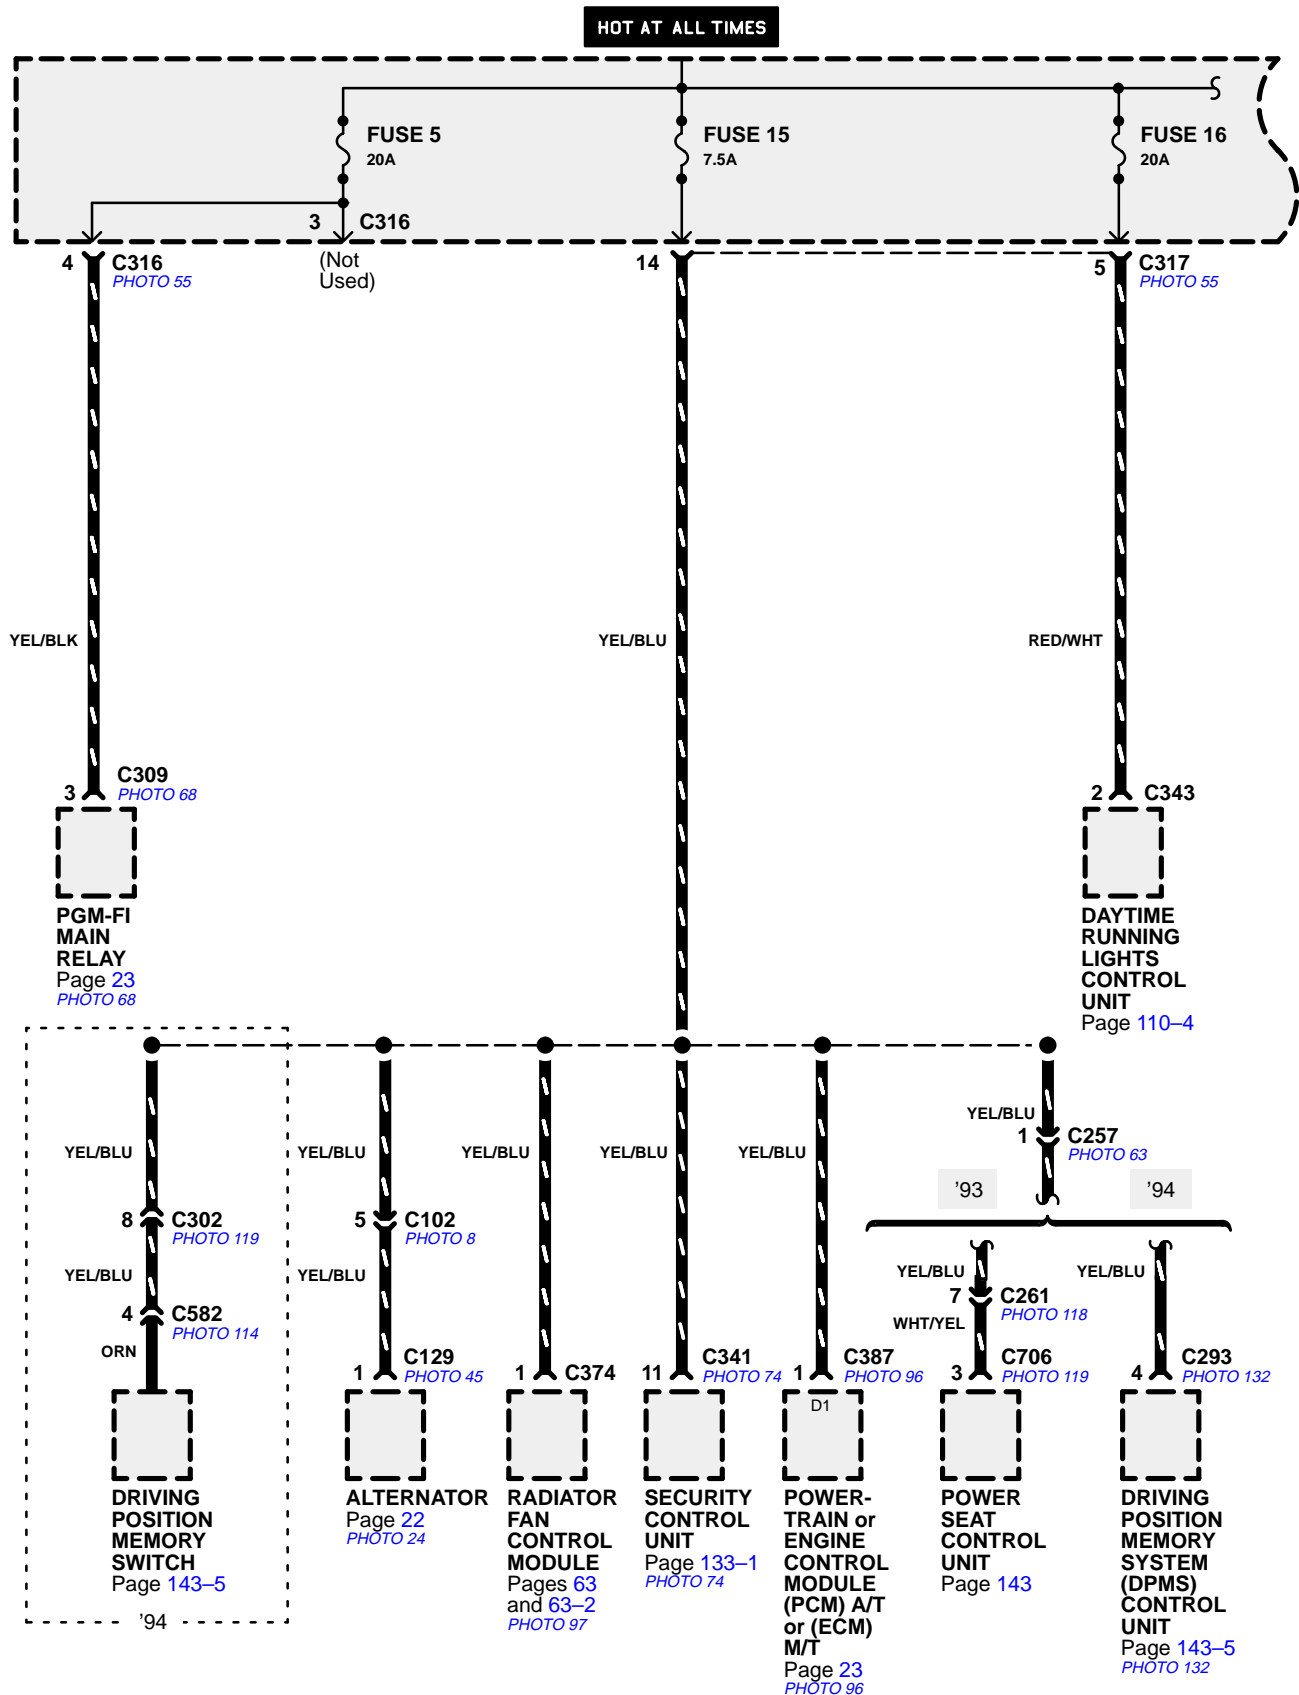 HOT AT ALL TIMES
FUSE 5
20A
FUSE 15
7.5A
FUSE 16
20A
3 C316
(Not
Used)
4 C316
PHOTO 55
14
5 C317
PHOTO 55
YEL/BLK
YEL/BLU
RED/WHT
3 C309
PHOTO 68
2 C343
PGM-FI
MAIN
RELAY
Page 23
PHOTO 68
DAYTIME
RUNNING
LIGHTS
CONTROL
UNIT
Page 110–4
YEL/BLU
1 C257
PHOTO 63
YEL/BLU
YEL/BLU
YEL/BLU
YEL/BLU
YEL/BLU
’93
’94
8 C302
PHOTO 119
5 C102
PHOTO 8
YEL/BLU
YEL/BLU
YEL/BLU
YEL/BLU
7 C261
PHOTO 118
WHT/YEL
4 C582
PHOTO 114
ORN
1 C129
PHOTO 45
1 C374
11 C341
PHOTO 74
1 C387
PHOTO 96
D1
3 C706
PHOTO 119
4 C293
PHOTO 132
DRIVING
POSITION
MEMORY
SWITCH
Page 143–5
’94
ALTERNATOR
Page 22
PHOTO 24
RADIATOR
FAN
CONTROL
MODULE
Pages 63
and 63–2
PHOTO 97
SECURITY
CONTROL
UNIT
Page 133–1
PHOTO 74
POWER-
TRAIN or
ENGINE
CONTROL
MODULE
(PCM) A/T
or (ECM)
M/T
Page 23
PHOTO 96
POWER
SEAT
CONTROL
UNIT
Page 143
DRIVING
POSITION
MEMORY
SYSTEM
(DPMS)
CONTROL
UNIT
Page 143–5
PHOTO 132